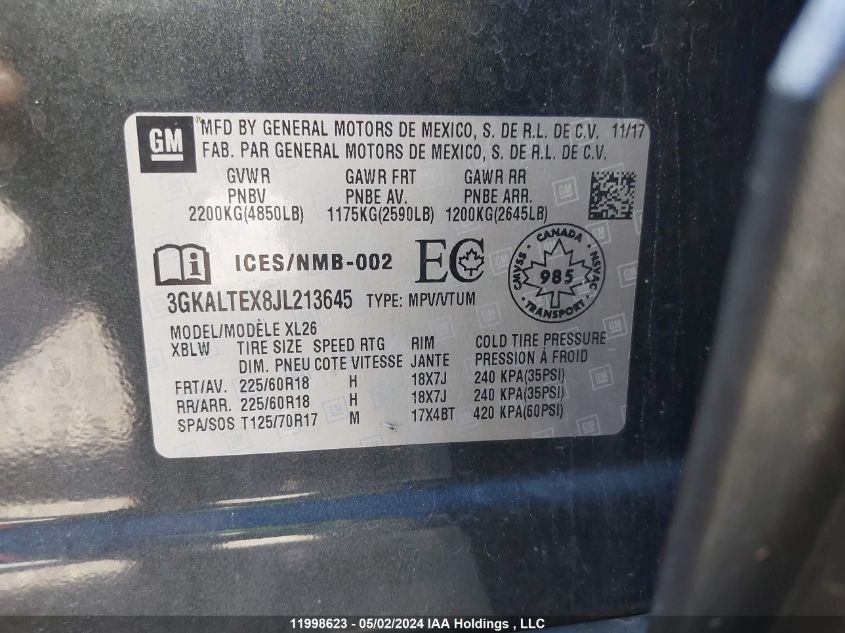 GM ® MFD BY GENERAL MOTORS DE MEXICO, S. DE R.L. DE C.V. 11/17
FAB. PAR GENERAL MOTORS DE MEXICO, S. DE R.L. DE C.V.
GVWR GAWR FRT GAWR RR
PNBV PNBE AV. PNBE ARR.
2200KG(4850LB) 1175KG(2590LB) 1200KG(2645LB)
i ICES/NMB-002 EC CANADA CMVSS 985 NSVAC TRANSPORT
3GKALTEX8JL213645 TYPE: MPV/VTUM
MODEL/MODÈLE XL26
XBLW TIRE SIZE SPEED RTG RIM COLD TIRE PRESSURE
DIM. PNEU COTE VITESSE JANTE PRESSION À FROID
FRT/AV. 225/60R18 H 18X7J 240 KPA(35PSI)
RR/ARR. 225/60R18 H 18X7J 240 KPA(35PSI)
SPA/SOS T125/70R17 M 17X4BT 420 KPA(60PSI)
11998623 - 05/02/2024 IAA Holdings , LLC